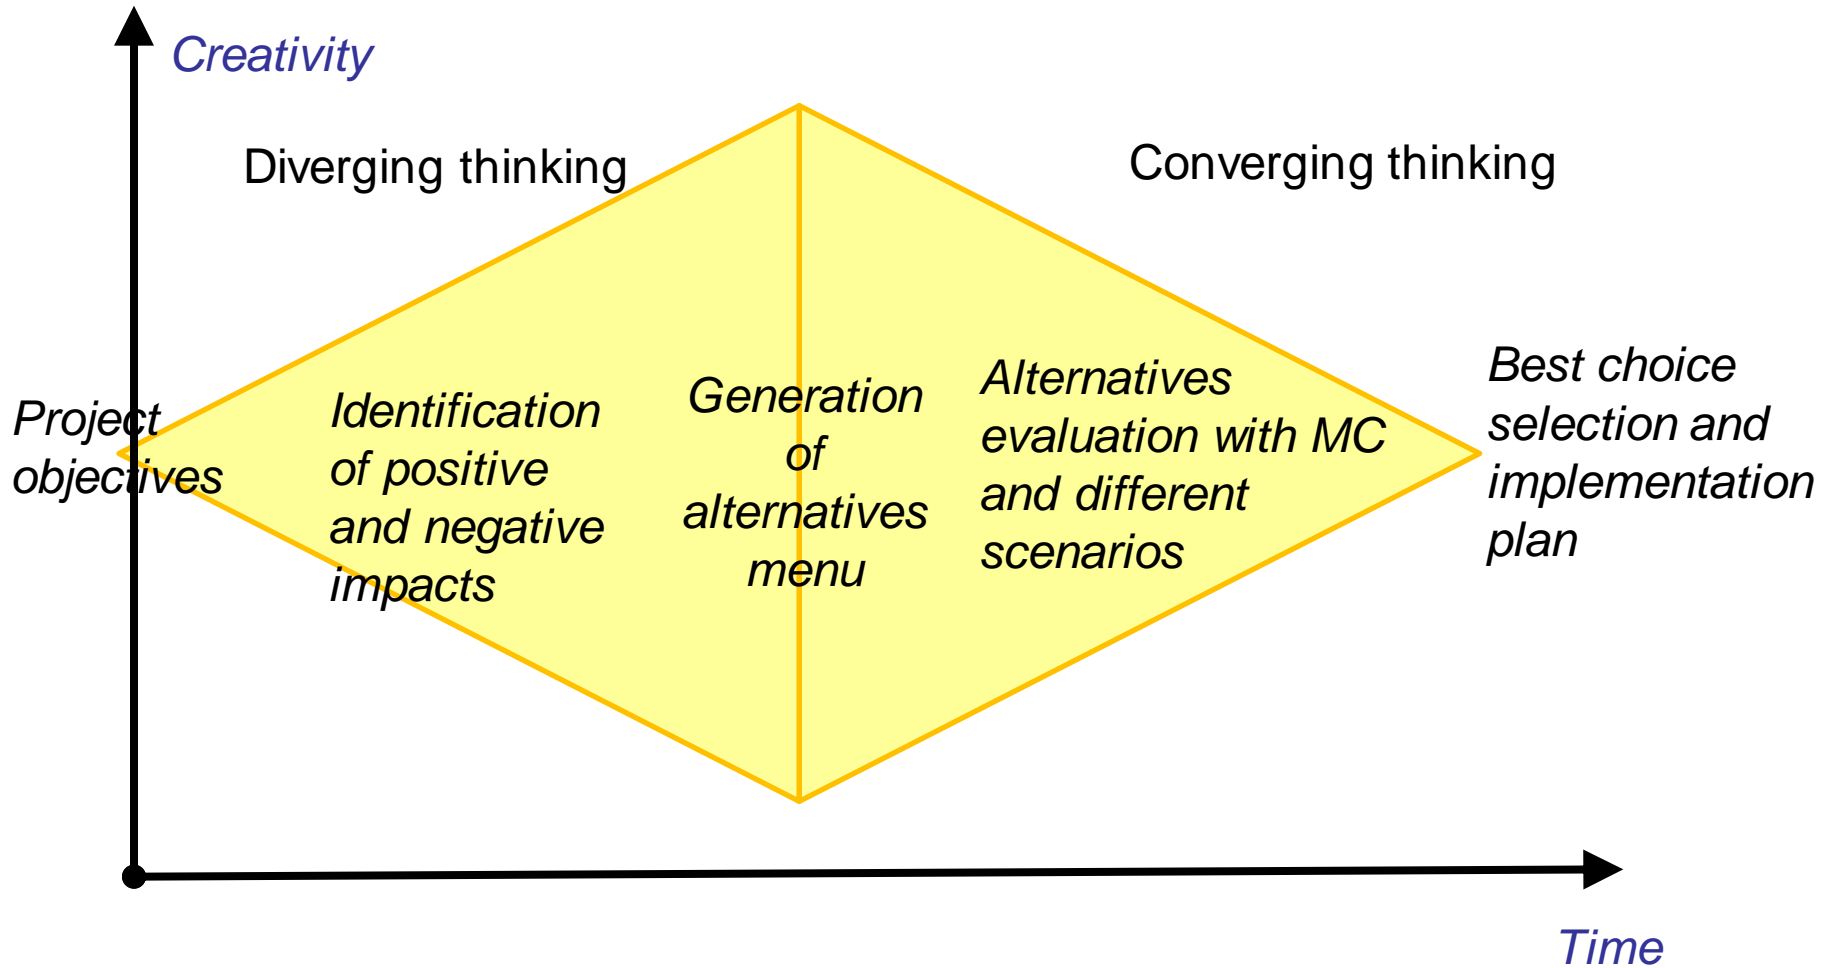 Creativity
Diverging thinking
Converging thinking
Project
objectives
Identification
of positive
and negative
impacts
Generation
of
alternatives
menu
Alternatives
evaluation with MC
and different
scenarios
Best choice
selection and
implementation
plan
Time